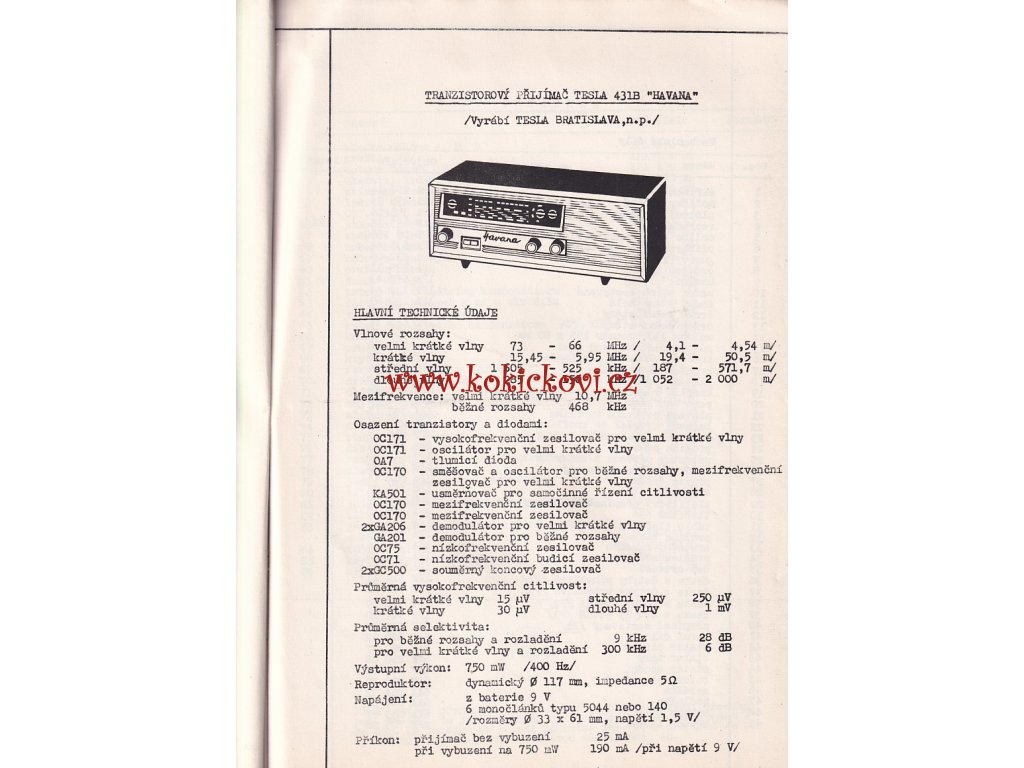 TRANZISTOROVÝ PŘIJÍMAČ TESLA 431B "HAVANA"
/Vyrábí TESLA BRATISLAVA,n.p./
Havana
HLAVNÍ TECHNICKÉ ÚDAJE
Vlnové rozsahy:
velmi krátké vlny 73 - 66 MHz / 4,1 - 4,54 m/
krátké vlny 15,45 - 5,95 MHz / 19,4 - 50,5 m/
střední vlny 1 605 - 525 kHz / 187 - 571,7 m/
dlouhé vlny kHz /1 052 - 2 000 m/
www.kokickovi.cz
Mezifrekvence: velmi krátké vlny 10,7 MHz
běžné rozsahy 468 kHz
Osazení tranzistory a diodami:
OC171 - vysokofrekvenční zesilovač pro velmi krátké vlny
OC171 - oscilátor pro velmi krátké vlny
OA7 - tlumicí dioda
OC170 - směšovač a oscilátor pro běžné rozsahy, mezifrekvenční
zesilovač pro velmi krátké vlny
KA501 - usměrňovač pro samočinné řízení citlivosti
OC170 - mezifrekvenční zesilovač
OC170 - mezifrekvenční zesilovač
2xGA206 - demodulátor pro velmi krátké vlny
GA201 - demodulátor pro běžné rozsahy
OC75 - nízkofrekvenční zesilovač
OC71 - nízkofrekvenční budicí zesilovač
2xGC500 - souměrný koncový zesilovač
Průměrná vysokofrekvenční citlivost:
velmi krátké vlny 15 µV střední vlny 250 µV
krátké vlny 30 µV dlouhé vlny 1 mV
Průměrná selektivita:
pro běžné rozsahy a rozladění 9 kHz 28 dB
pro velmi krátké vlny a rozladění 300 kHz 6 dB
Výstupní výkon: 750 mW /400 Hz/
Reproduktor: dynamický Ø 117 mm, impedance 5Ω
Napájení: z baterie 9 V
6 monočlánků typu 5044 nebo 140
/rozměry Ø 33 x 61 mm, napětí 1,5 V/
Příkon: přijímač bez vybuzení 25 mA
při vybuzení na 750 mW 190 mA /při napětí 9 V/